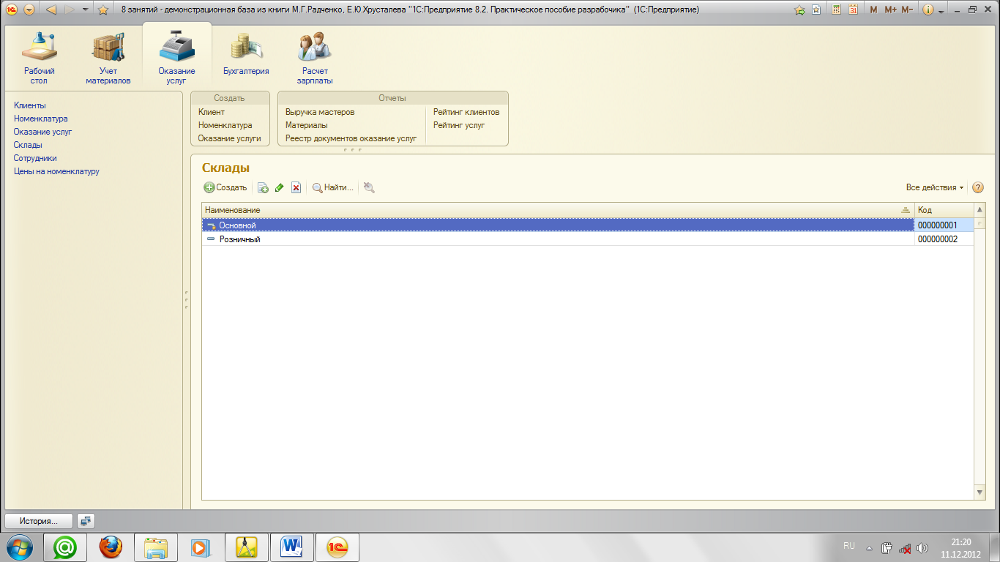 8 занятий - демонстрационная база из книги М.Г.Радченко, Е.Ю.Хрусталева "1С:Предприятие 8.2. Практическое пособие разрабочика" (1С:Предприятие)
31 M M+ M-
Рабочий стол
Учет материалов
Оказание услуг
Бухгалтерия
Расчет зарплаты
Клиенты
Номенклатура
Оказание услуг
Склады
Сотрудники
Цены на номенклатуру
Создать
Клиент
Номенклатура
Оказание услуги
Отчеты
Выручка мастеров
Материалы
Реестр документов оказание услуг
Рейтинг клиентов
Рейтинг услуг
Склады
Создать Найти... Все действия ?
Наименование Код
Основной 000000001
Розничный 000000002
История...
RU
21:20
11.12.2012